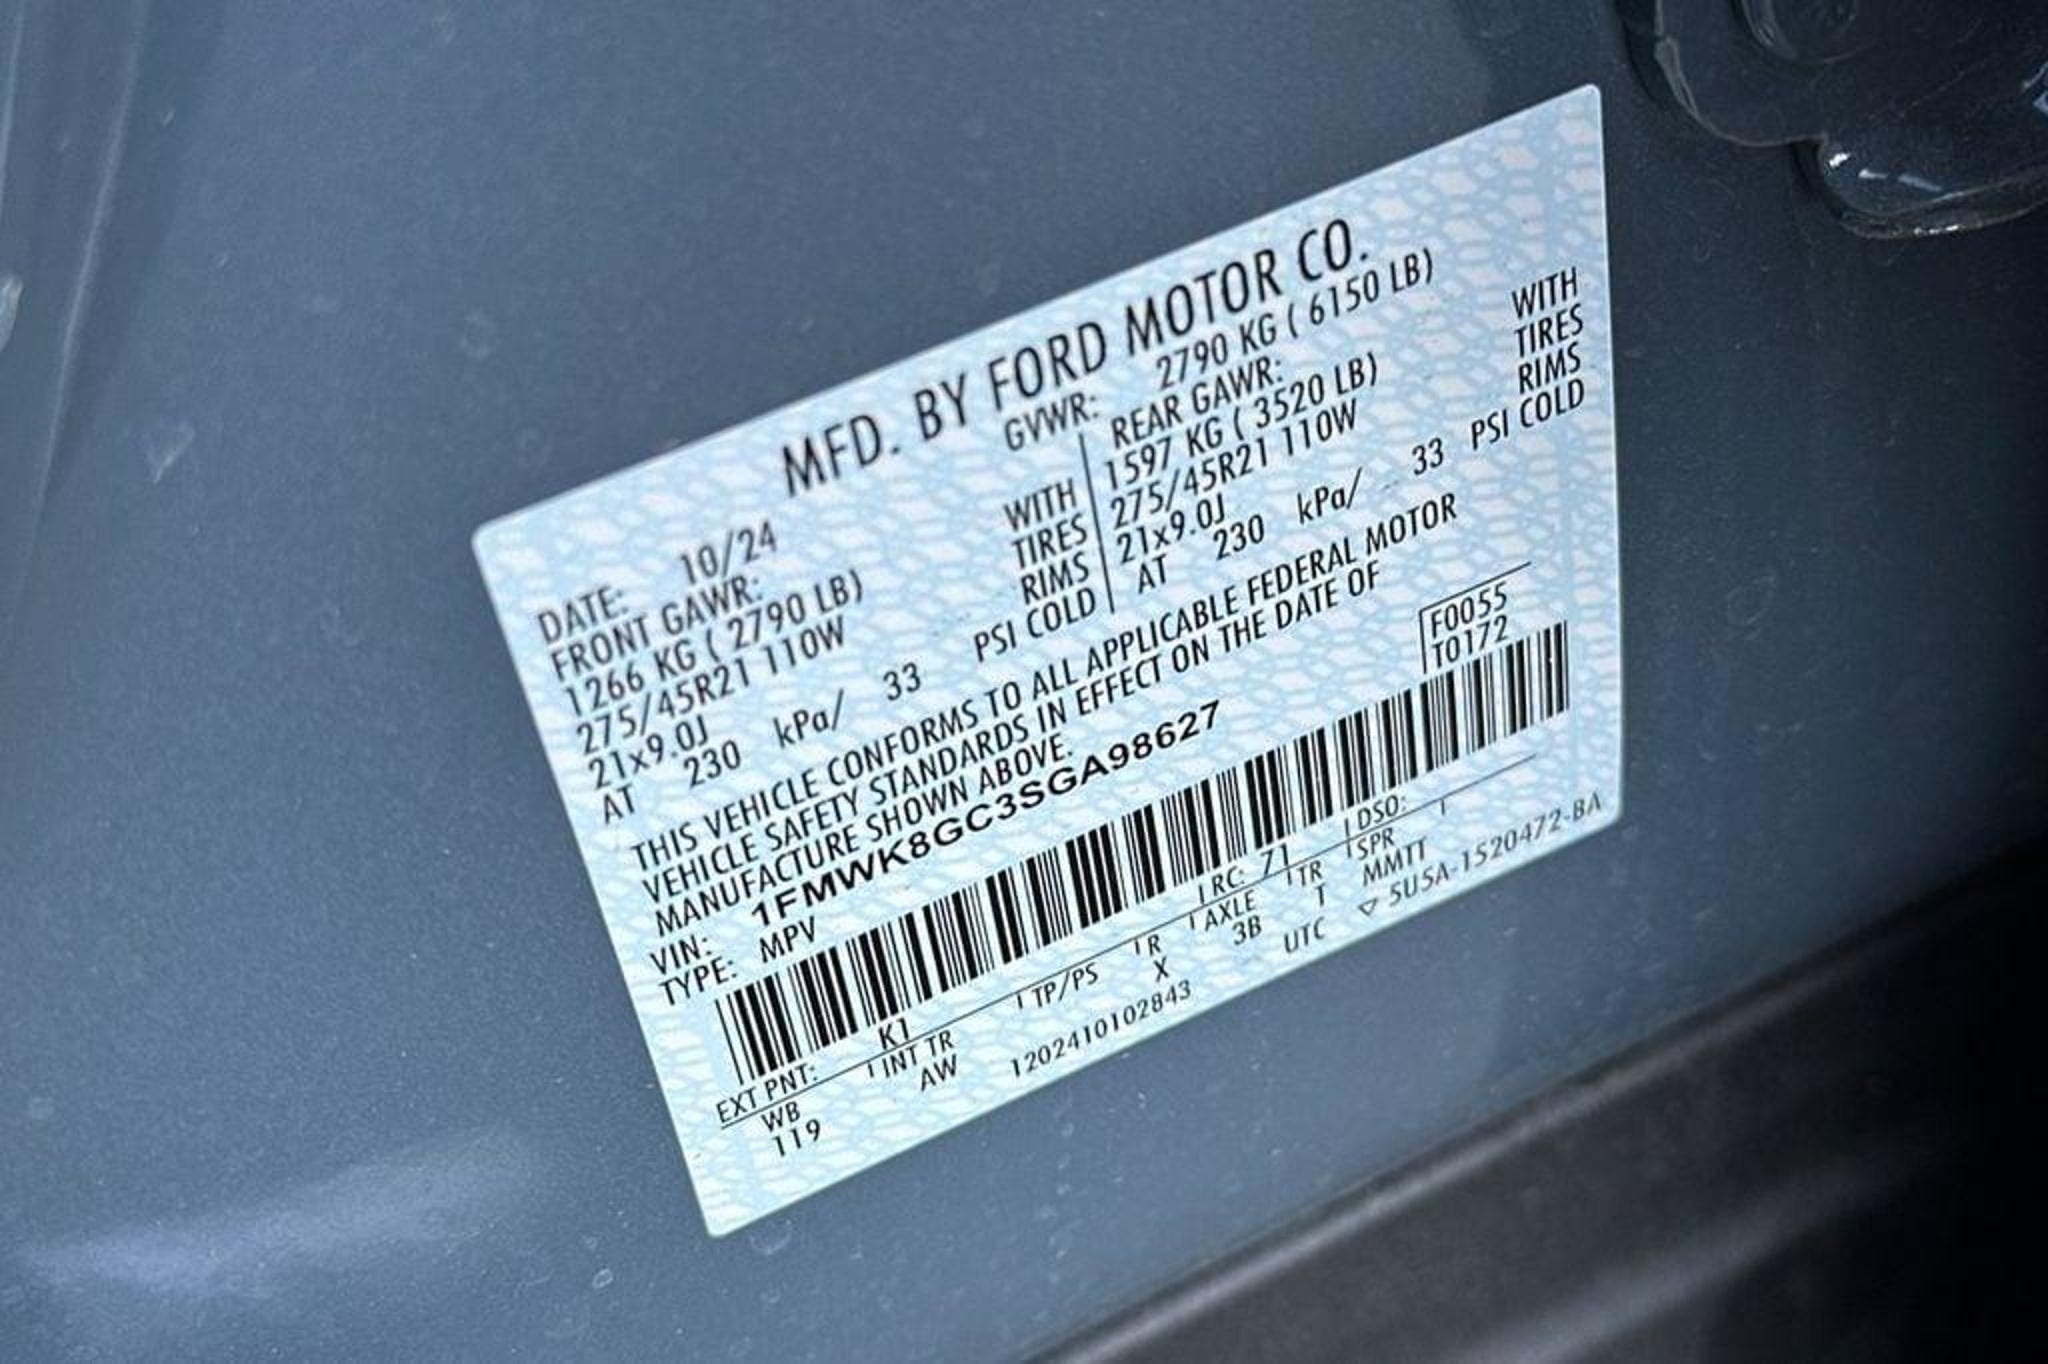 MFD. BY FORD MOTOR CO.
DATE: 10/24 GVWR: 2790 KG ( 6150 LB)
FRONT GAWR: REAR GAWR:
1266 KG ( 2790 LB) WITH 1597 KG ( 3520 LB) WITH
275/45R21 110W TIRES 275/45R21 110W TIRES
21x9.0J RIMS 21x9.0J RIMS
AT 230 kPa/ 33 PSI COLD AT 230 kPa/ 33 PSI COLD
THIS VEHICLE CONFORMS TO ALL APPLICABLE FEDERAL MOTOR
VEHICLE SAFETY STANDARDS IN EFFECT ON THE DATE OF
MANUFACTURE SHOWN ABOVE.
VIN: 1FMWK8GC3SGA98627 F0055
TYPE: MPV T0172
EXT PNT: K1 RC: 71 DSO:
WB INT TR TP/PS R AXLE TR SPR
119 AW X 3B T MMTT
1202410102843 UTC ▽ 5U5A-1520472-BA